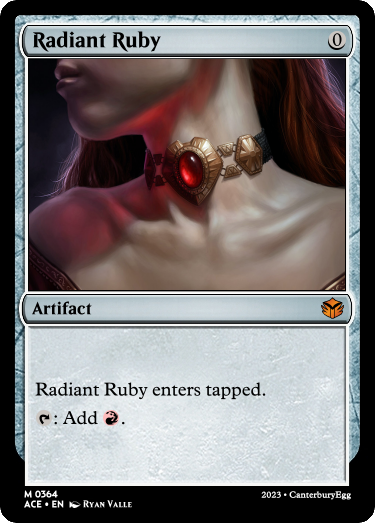 Radiant Ruby 0
Artifact
Radiant Ruby enters tapped.
: Add .
M 0364
ACE • EN Ryan Valle
2023 • CanterburyEgg